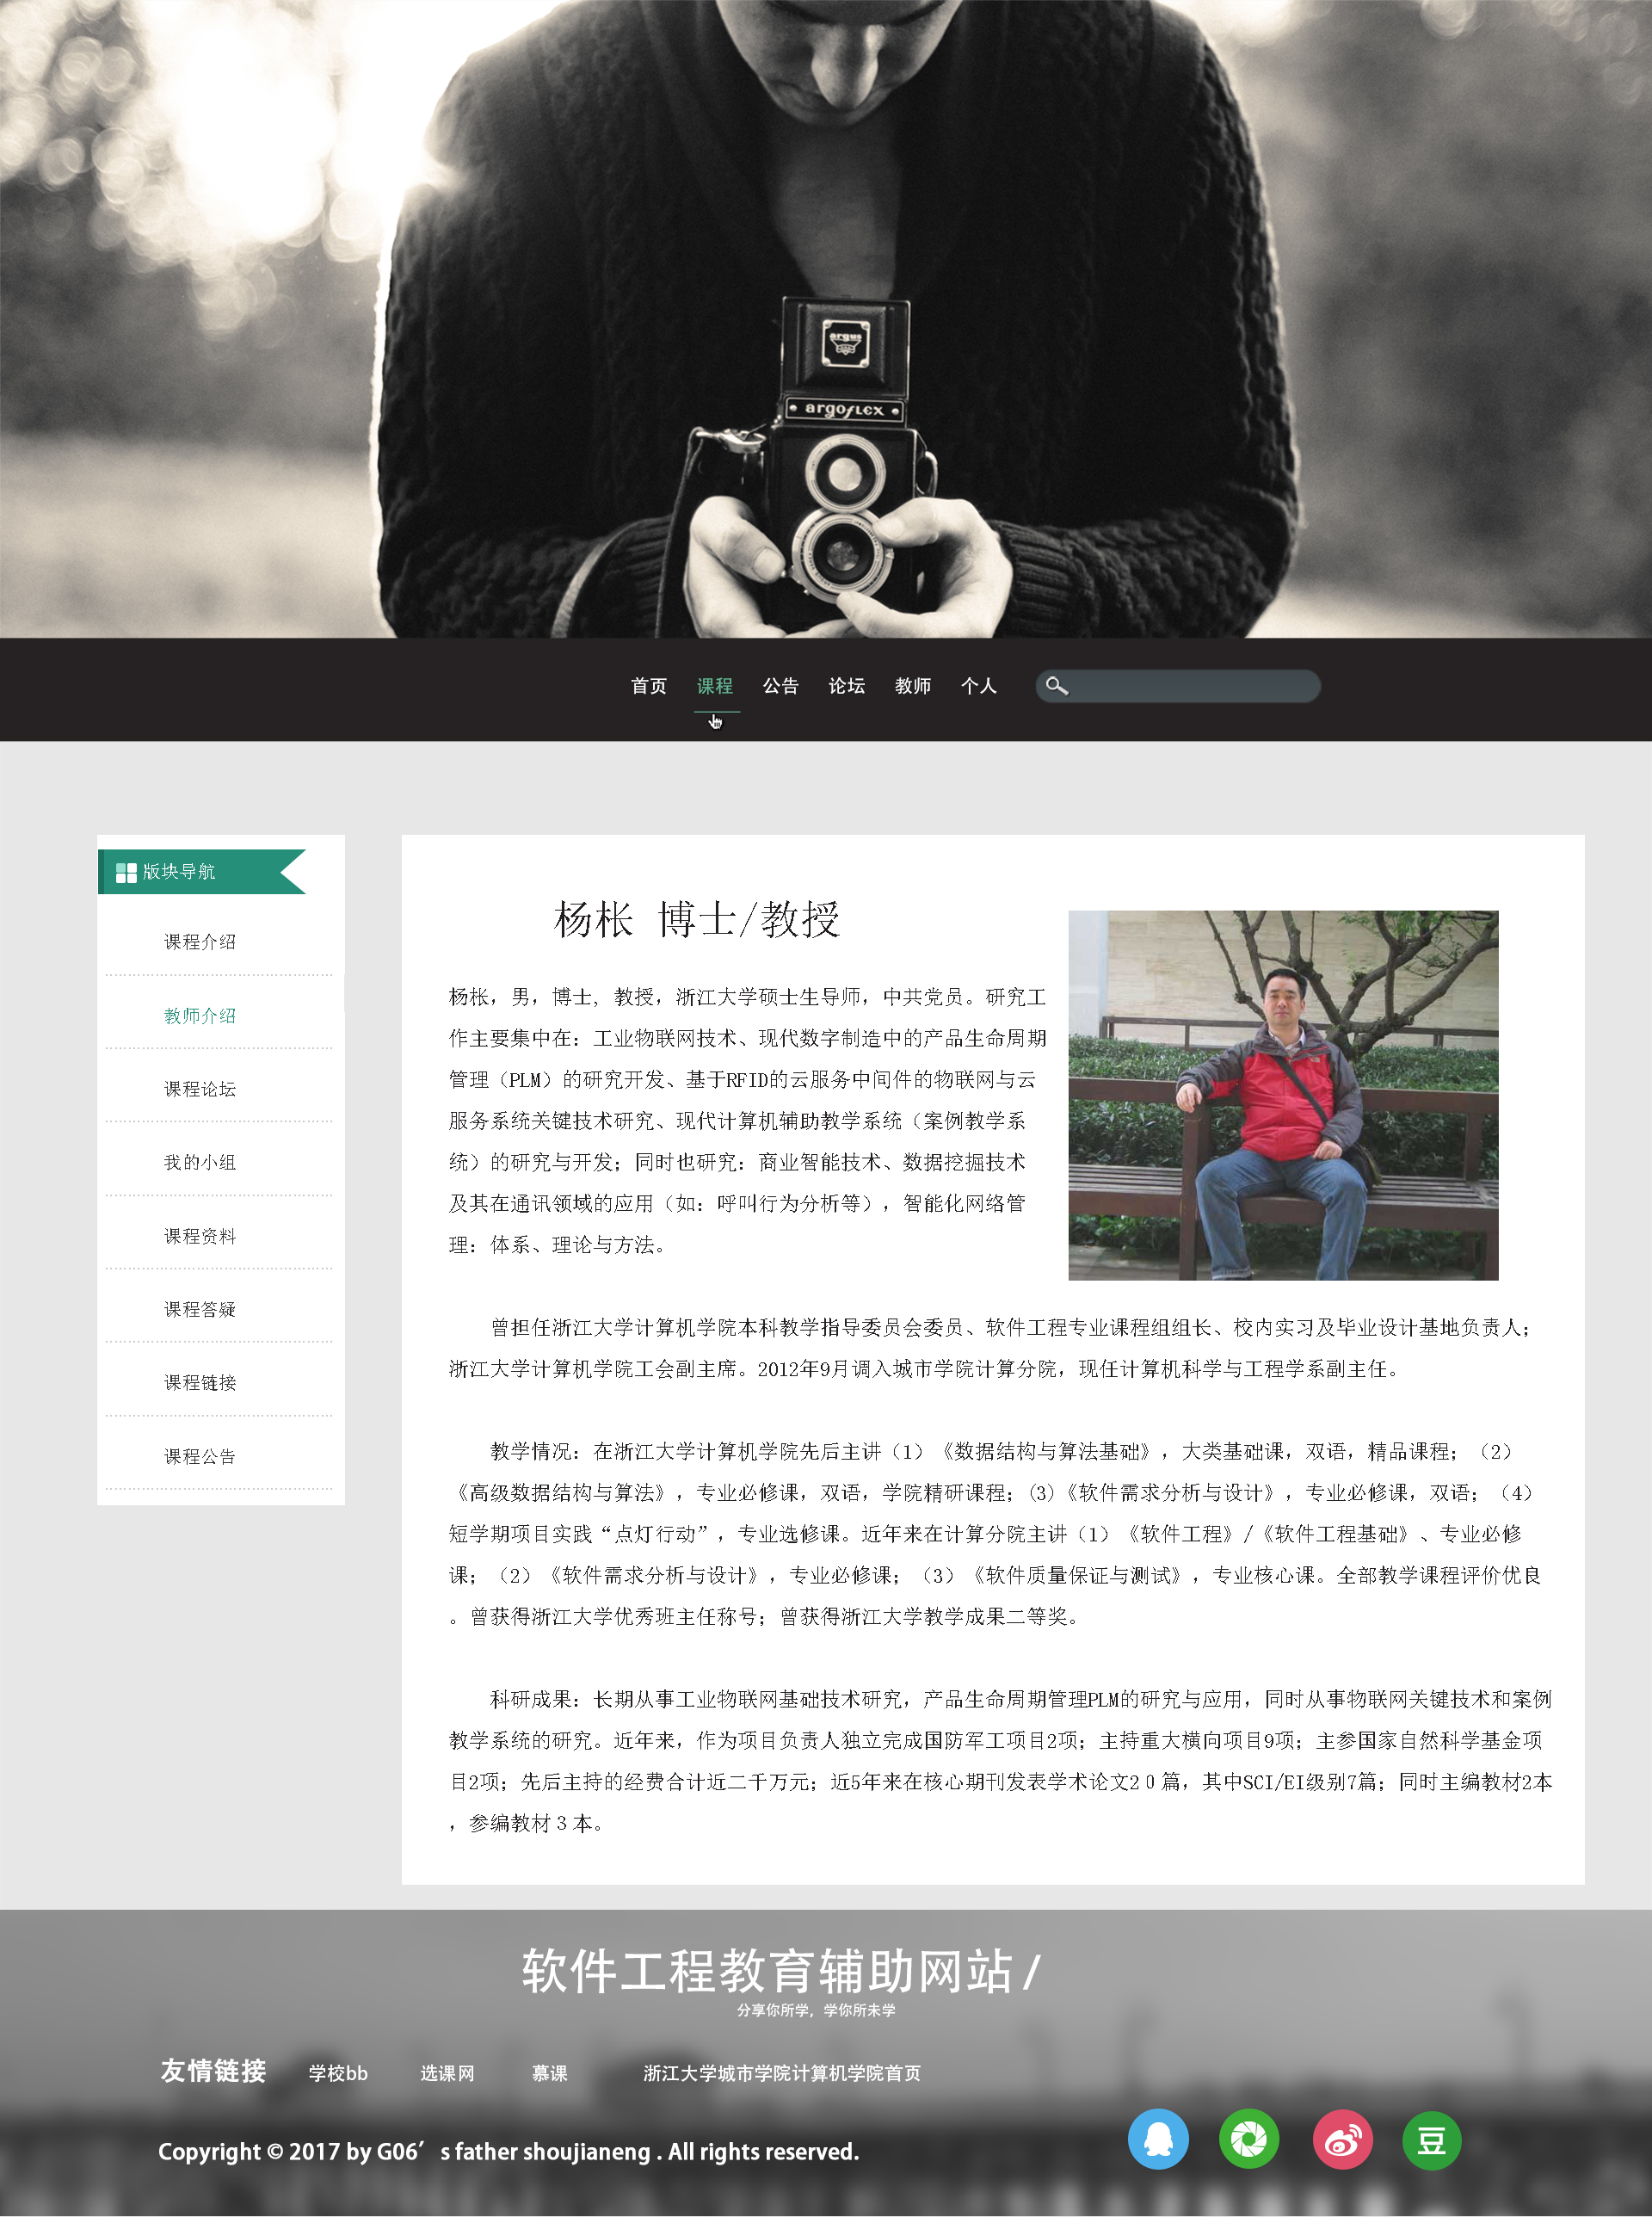 argus
argoflex
首页 课程 公告 论坛 教师 个人
版块导航
课程介绍
教师介绍
课程论坛
我的小组
课程资料
课程答疑
课程链接
课程公告
杨枨 博士/教授
杨枨，男，博士，教授，浙江大学硕士生导师，中共党员。研究工
作主要集中在：工业物联网技术、现代数字制造中的产品生命周期
管理（PLM）的研究开发、基于RFID的云服务中间件的物联网与云
服务系统关键技术研究、现代计算机辅助教学系统（案例教学系
统）的研究与开发；同时也研究：商业智能技术、数据挖掘技术
及其在通讯领域的应用（如：呼叫行为分析等），智能化网络管
理：体系、理论与方法。
曾担任浙江大学计算机学院本科教学指导委员会委员、软件工程专业课程组组长、校内实习及毕业设计基地负责人；
浙江大学计算机学院工会副主席。2012年9月调入城市学院计算分院，现任计算机科学与工程学系副主任。
教学情况：在浙江大学计算机学院先后主讲（1）《数据结构与算法基础》，大类基础课，双语，精品课程；（2）
《高级数据结构与算法》，专业必修课，双语，学院精研课程；(3)《软件需求分析与设计》，专业必修课，双语；（4）
短学期项目实践“点灯行动”，专业选修课。近年来在计算分院主讲（1）《软件工程》/《软件工程基础》、专业必修
课；（2）《软件需求分析与设计》，专业必修课；（3）《软件质量保证与测试》，专业核心课。全部教学课程评价优良
。曾获得浙江大学优秀班主任称号；曾获得浙江大学教学成果二等奖。
科研成果：长期从事工业物联网基础技术研究，产品生命周期管理PLM的研究与应用，同时从事物联网关键技术和案例
教学系统的研究。近年来，作为项目负责人独立完成国防军工项目2项；主持重大横向项目9项；主参国家自然科学基金项
目2项；先后主持的经费合计近二千万元；近5年来在核心期刊发表学术论文2０篇，其中SCI/EI级别7篇；同时主编教材2本
，参编教材３本。
软件工程教育辅助网站/
分享你所学，学你所未学
友情链接 学校bb 选课网 慕课 浙江大学城市学院计算机学院首页
Copyright © 2017 by G06′ s father shoujianeng . All rights reserved.
豆